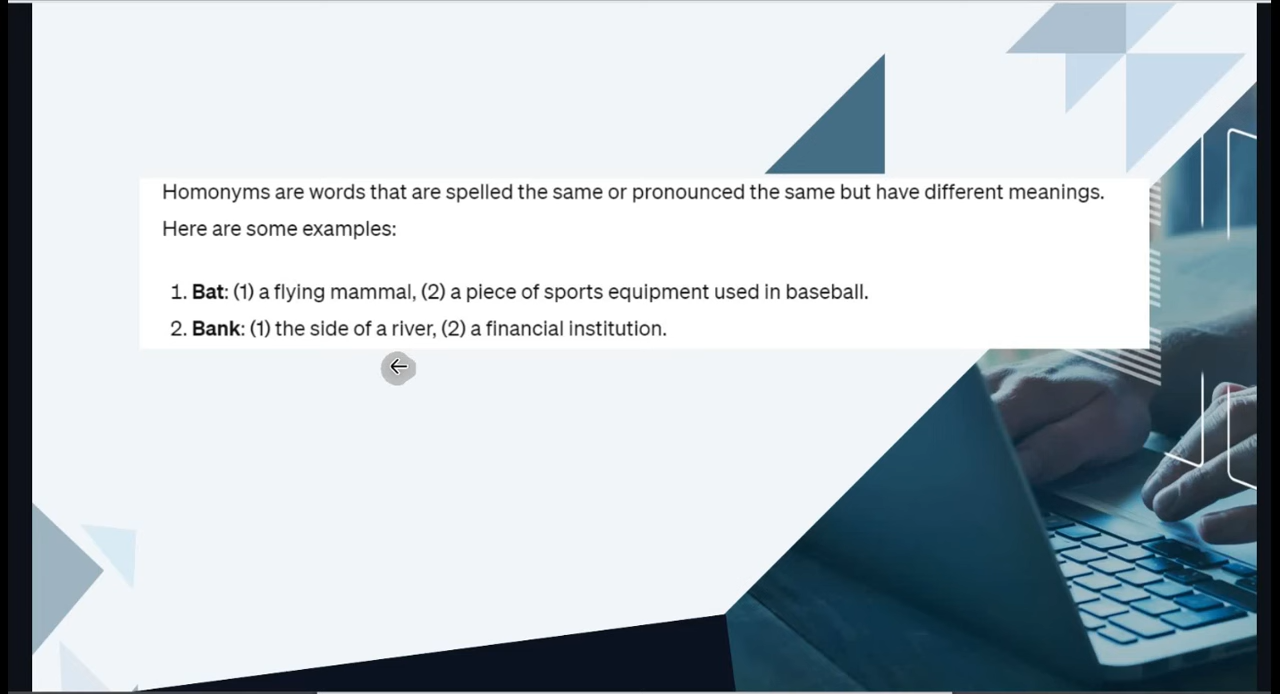 Homonyms are words that are spelled the same or pronounced the same but have different meanings.
Here are some examples:
1. Bat: (1) a flying mammal, (2) a piece of sports equipment used in baseball.
2. Bank: (1) the side of a river, (2) a financial institution.